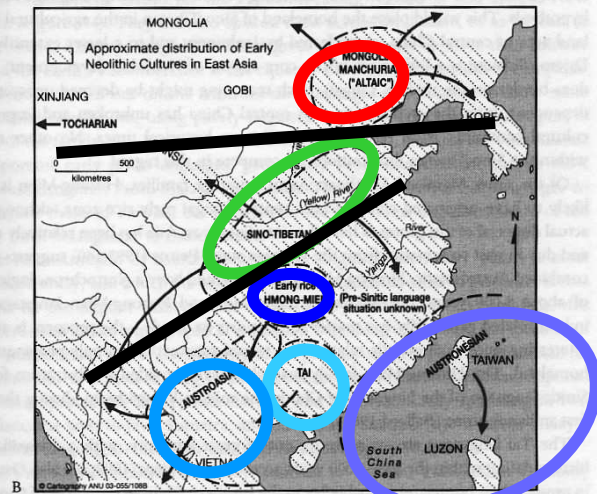 MONGOLIA
Approximate distribution of Early
Neolithic Cultures in East Asia
MONGOL
MANCHURIA
("ALTAIC")
XINJIANG
GOBI
TOCHARIAN
KOREA
0 500
kilometres
NSU
(Yellow) River
N
SINO-TIBETAN
River
Yangzi
Early rice
HMONG-MIEN
(Pre-Sinitic language
situation unknown)
AUSTRONESIAN
TAIWAN
TAI
AUSTROASIA
LUZON
South
China
Sea
VIETNA
B
© Cartography ANU 03-055/108B